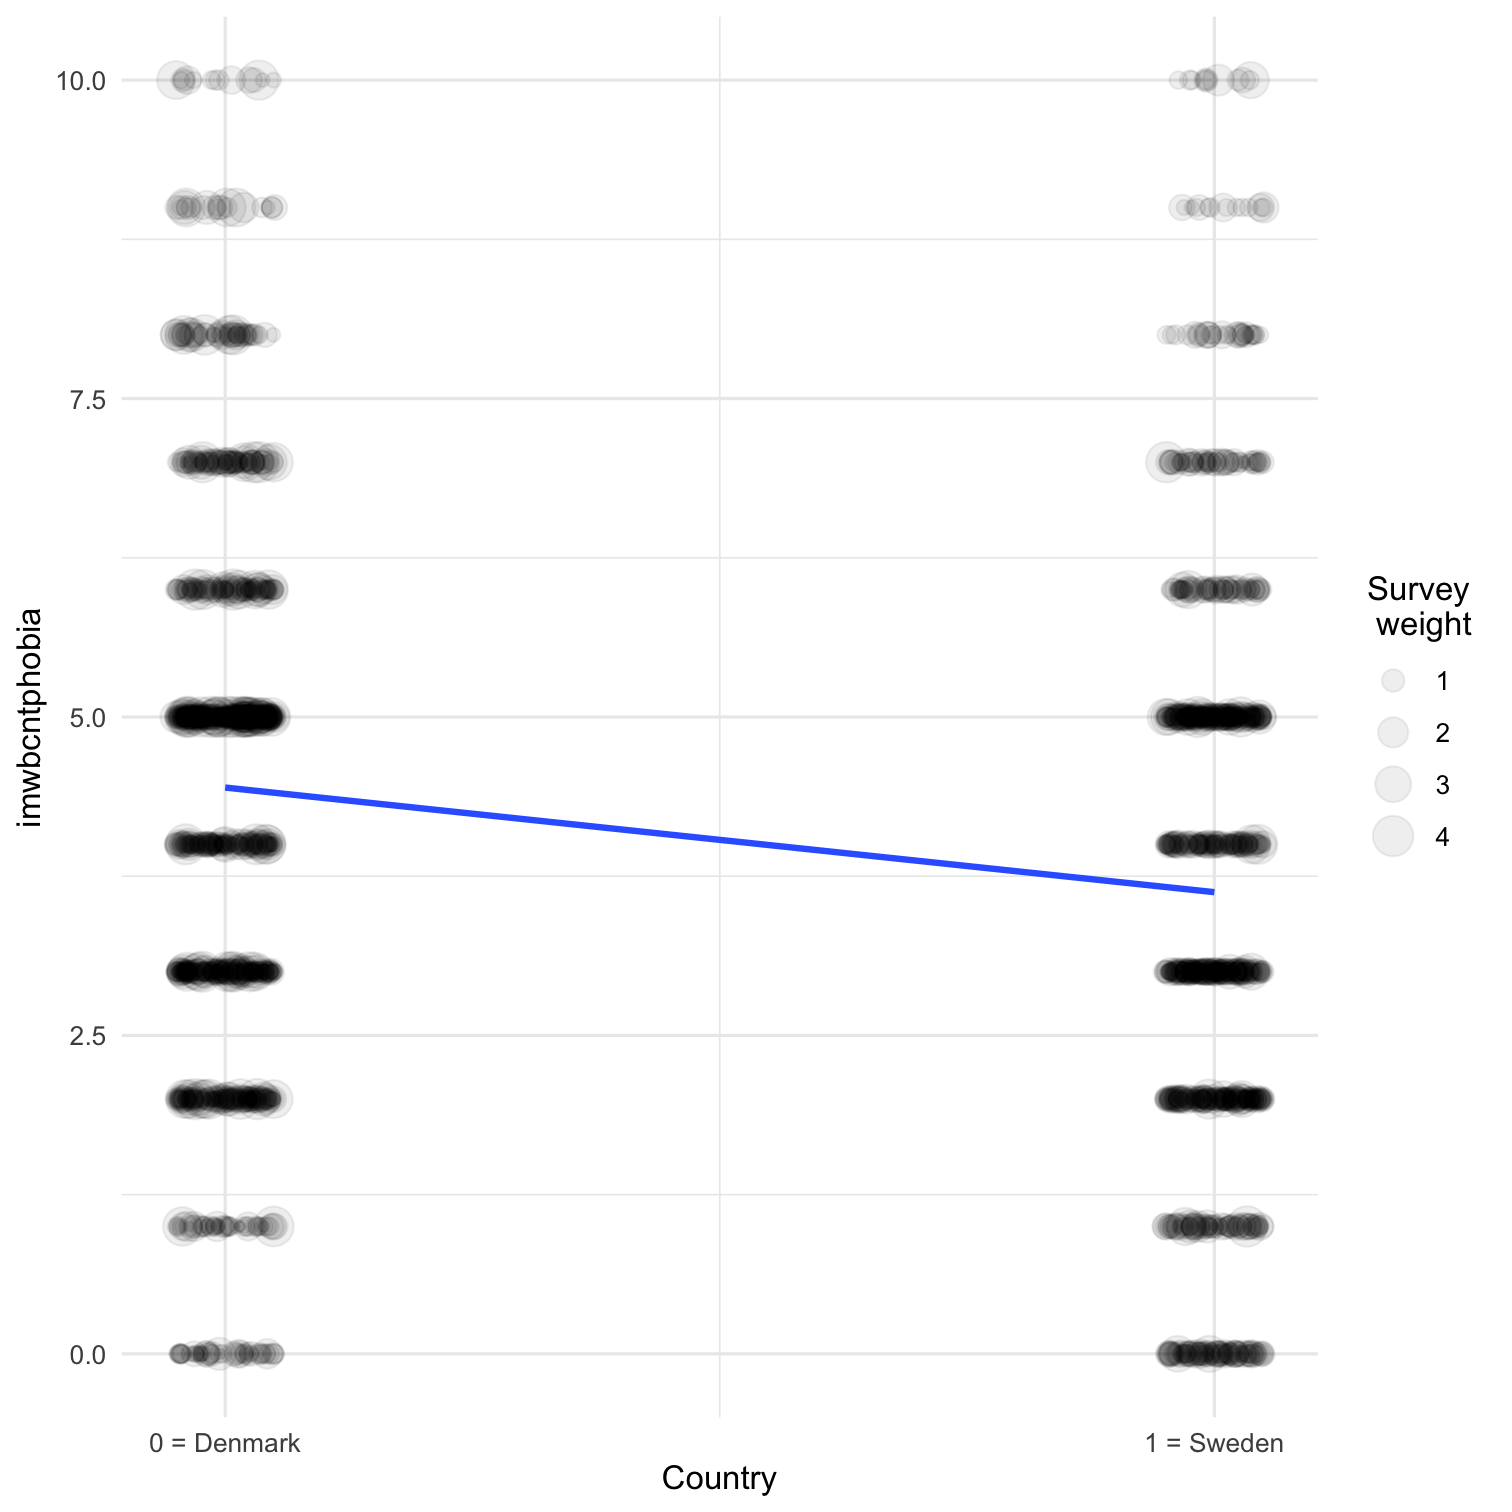 10.0
7.5
5.0
2.5
0.0
imwbcntphobia
0 = Denmark
1 = Sweden
Country
Survey
weight
1
2
3
4